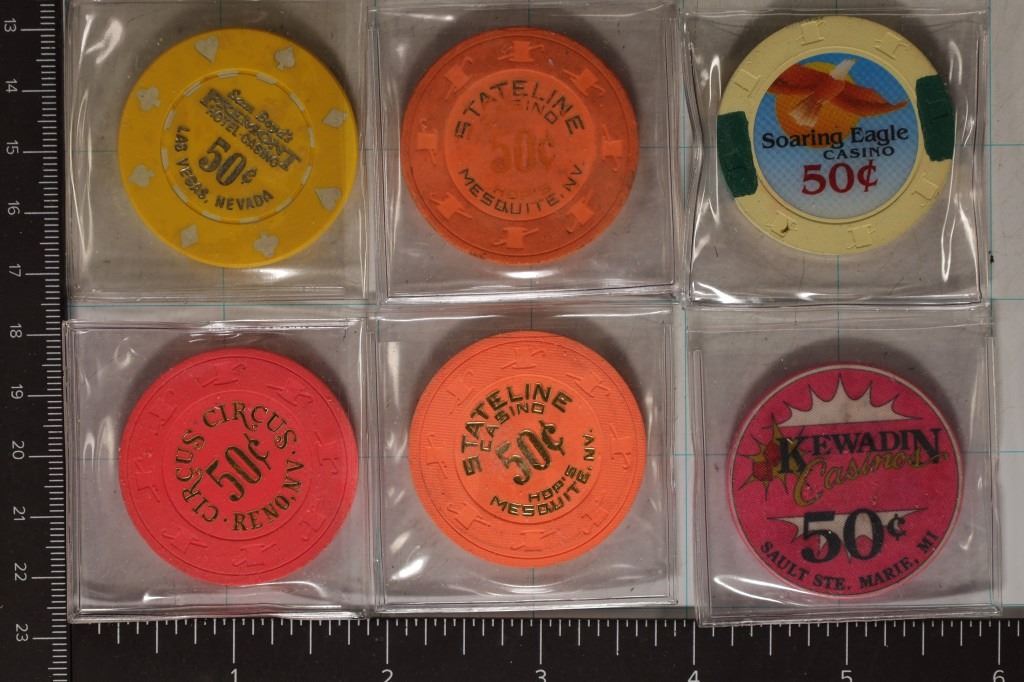 Sam Boyd's
FREMONT
HOTEL·CASINO
50¢
LAS VEGAS, NEVADA
STATELINE
CASINO
50¢
HOP'S
MESQUITE, NV.
Soaring Eagle
CASINO
50¢
CIRCUS CIRCUS·
50¢
·RENO, NV·
STATELINE
CASINO
50¢
HOP'S
MESQUITE, NV.
KEWADIN
Casinos
50¢
SAULT STE. MARIE, MI
13
14
15
16
17
18
19
20
21
22
23
1
2
3
4
5
6